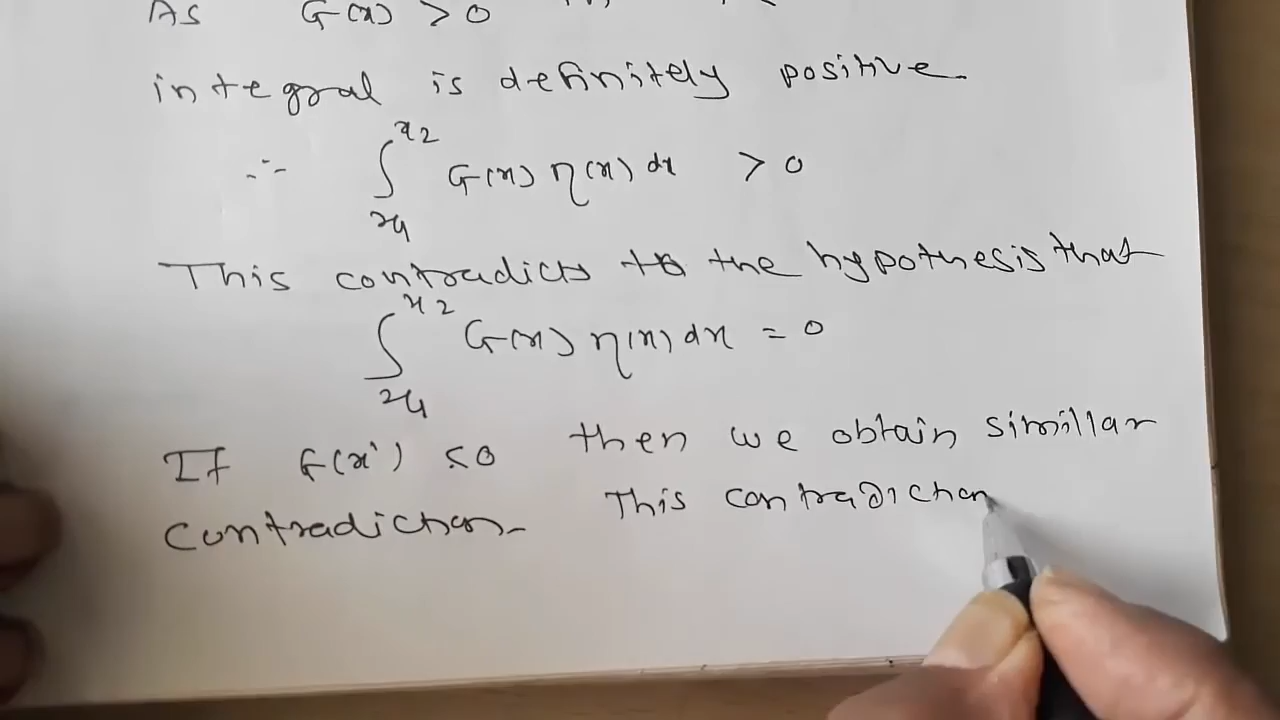 As G(x) > 0
integral is definitely positive.
∴ ∫_{x1}^{x2} G(x) η(x) dx > 0
This contradicts to the hypothesis that
∫_{x1}^{x2} G(x) η(x) dx = 0
If G(x') < 0 then we obtain simillar
contradiction. This contradiction